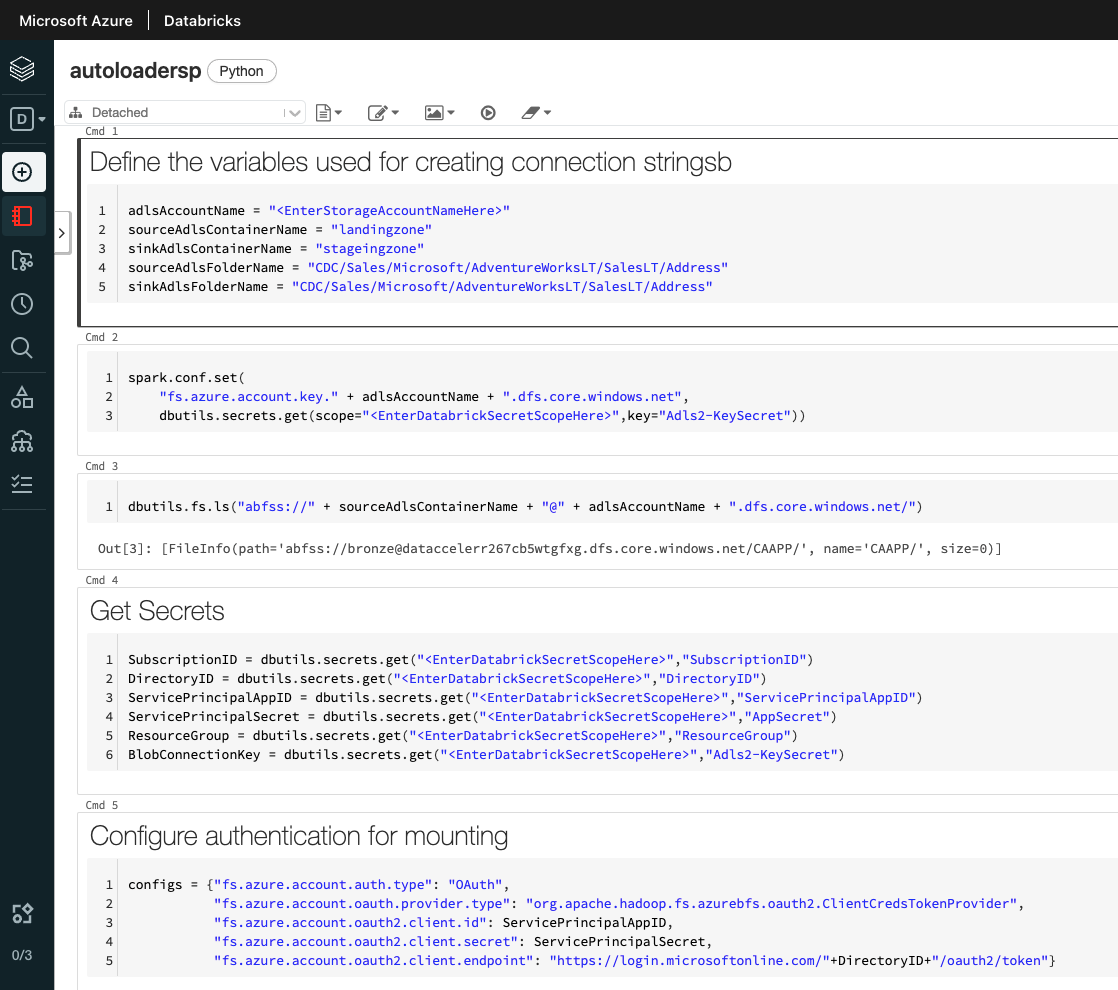 Microsoft Azure | Databricks
autoloadersp Python
Detached
D
0/3
Cmd 1
Define the variables used for creating connection stringsb
1 adlsAccountName = "<EnterStorageAccountNameHere>"
2 sourceAdlsContainerName = "landingzone"
3 sinkAdlsContainerName = "stageingzone"
4 sourceAdlsFolderName = "CDC/Sales/Microsoft/AdventureWorksLT/SalesLT/Address"
5 sinkAdlsFolderName = "CDC/Sales/Microsoft/AdventureWorksLT/SalesLT/Address"
Cmd 2
1 spark.conf.set(
2 "fs.azure.account.key." + adlsAccountName + ".dfs.core.windows.net",
3 dbutils.secrets.get(scope="<EnterDatabrickSecretScopeHere>",key="Adls2-KeySecret"))
Cmd 3
1 dbutils.fs.ls("abfss://" + sourceAdlsContainerName + "@" + adlsAccountName + ".dfs.core.windows.net/")
Out[3]: [FileInfo(path='abfss://bronze@dataccelerr267cb5wtgfxg.dfs.core.windows.net/CAAPP/', name='CAAPP/', size=0)]
Cmd 4
Get Secrets
1 SubscriptionID = dbutils.secrets.get("<EnterDatabrickSecretScopeHere>","SubscriptionID")
2 DirectoryID = dbutils.secrets.get("<EnterDatabrickSecretScopeHere>","DirectoryID")
3 ServicePrincipalAppID = dbutils.secrets.get("<EnterDatabrickSecretScopeHere>","ServicePrincipalAppID")
4 ServicePrincipalSecret = dbutils.secrets.get("<EnterDatabrickSecretScopeHere>","AppSecret")
5 ResourceGroup = dbutils.secrets.get("<EnterDatabrickSecretScopeHere>","ResourceGroup")
6 BlobConnectionKey = dbutils.secrets.get("<EnterDatabrickSecretScopeHere>","Adls2-KeySecret")
Cmd 5
Configure authentication for mounting
1 configs = {"fs.azure.account.auth.type": "OAuth",
2 "fs.azure.account.oauth.provider.type": "org.apache.hadoop.fs.azurebfs.oauth2.ClientCredsTokenProvider",
3 "fs.azure.account.oauth2.client.id": ServicePrincipalAppID,
4 "fs.azure.account.oauth2.client.secret": ServicePrincipalSecret,
5 "fs.azure.account.oauth2.client.endpoint": "https://login.microsoftonline.com/"+DirectoryID+"/oauth2/token"}